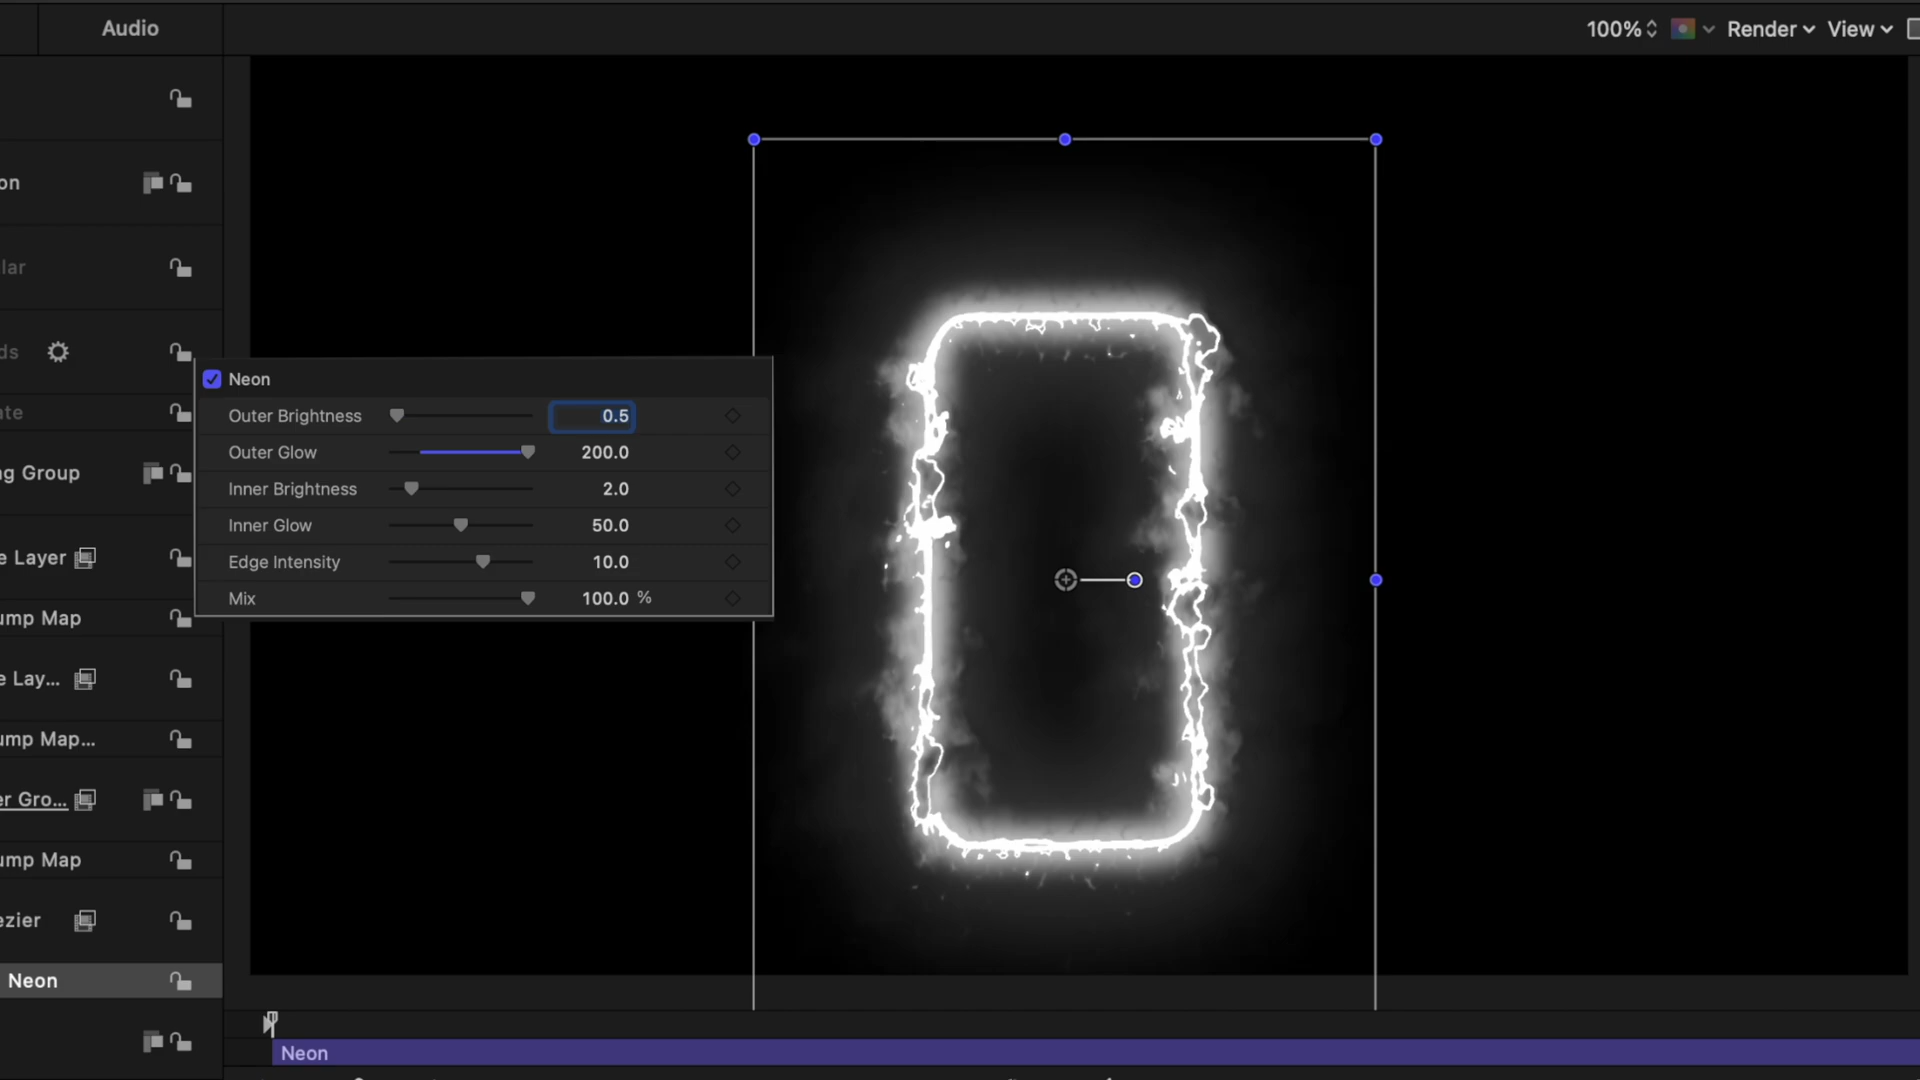 Audio
100%
Render
View
on
lar
ds
ate
ng Group
e Layer
ump Map
e Lay...
ump Map...
er Gro...
ump Map
ezier
Neon
Neon
Outer Brightness 0.5
Outer Glow 200.0
Inner Brightness 2.0
Inner Glow 50.0
Edge Intensity 10.0
Mix 100.0 %
Neon